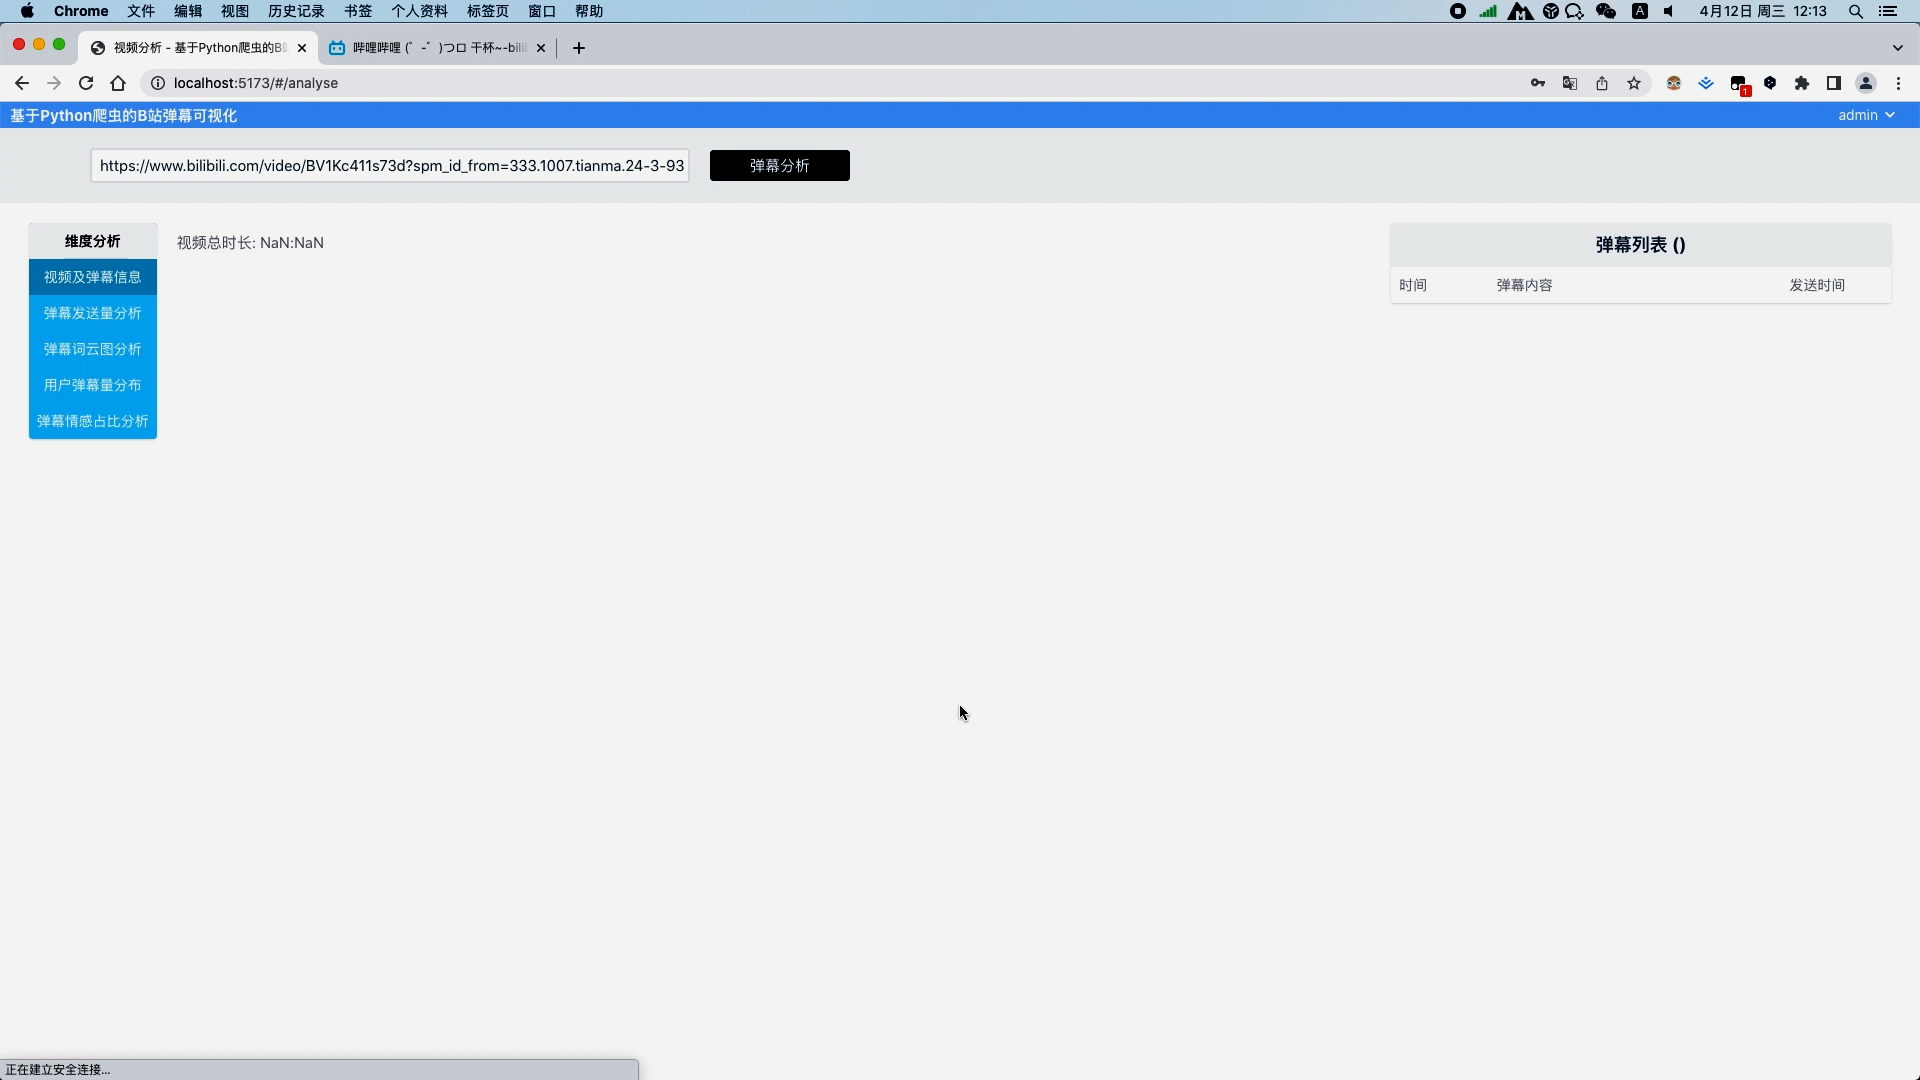 Chrome 文件 编辑 视图 历史记录 书签 个人资料 标签页 窗口 帮助 A 4月12日 周三 12:13
视频分析 - 基于Python爬虫的B站 哔哩哔哩 (゜-゜)つロ 干杯~-bili
localhost:5173/#/analyse 1
基于Python爬虫的B站弹幕可视化 admin
https://www.bilibili.com/video/BV1Kc411s73d?spm_id_from=333.1007.tianma.24-3-93 弹幕分析
维度分析
视频及弹幕信息
弹幕发送量分析
弹幕词云图分析
用户弹幕量分布
弹幕情感占比分析
视频总时长: NaN:NaN
弹幕列表 ()
时间 弹幕内容 发送时间
正在建立安全连接...